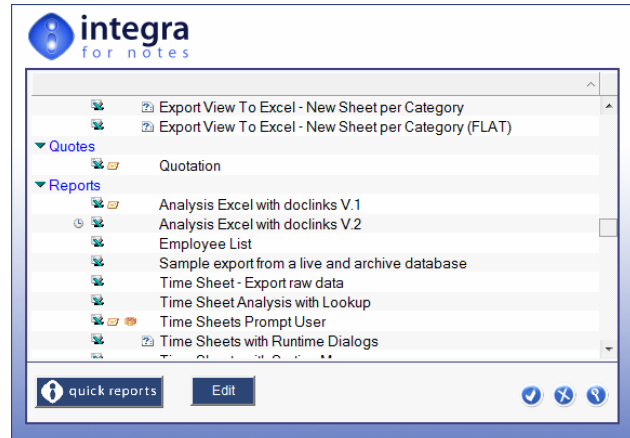 integra
for notes
Export View To Excel - New Sheet per Category
Export View To Excel - New Sheet per Category (FLAT)
Quotes
Quotation
Reports
Analysis Excel with doclinks V.1
Analysis Excel with doclinks V.2
Employee List
Sample export from a live and archive database
Time Sheet - Export raw data
Time Sheet Analysis with Lookup
Time Sheets Prompt User
Time Sheets with Runtime Dialogs
quick reports
Edit